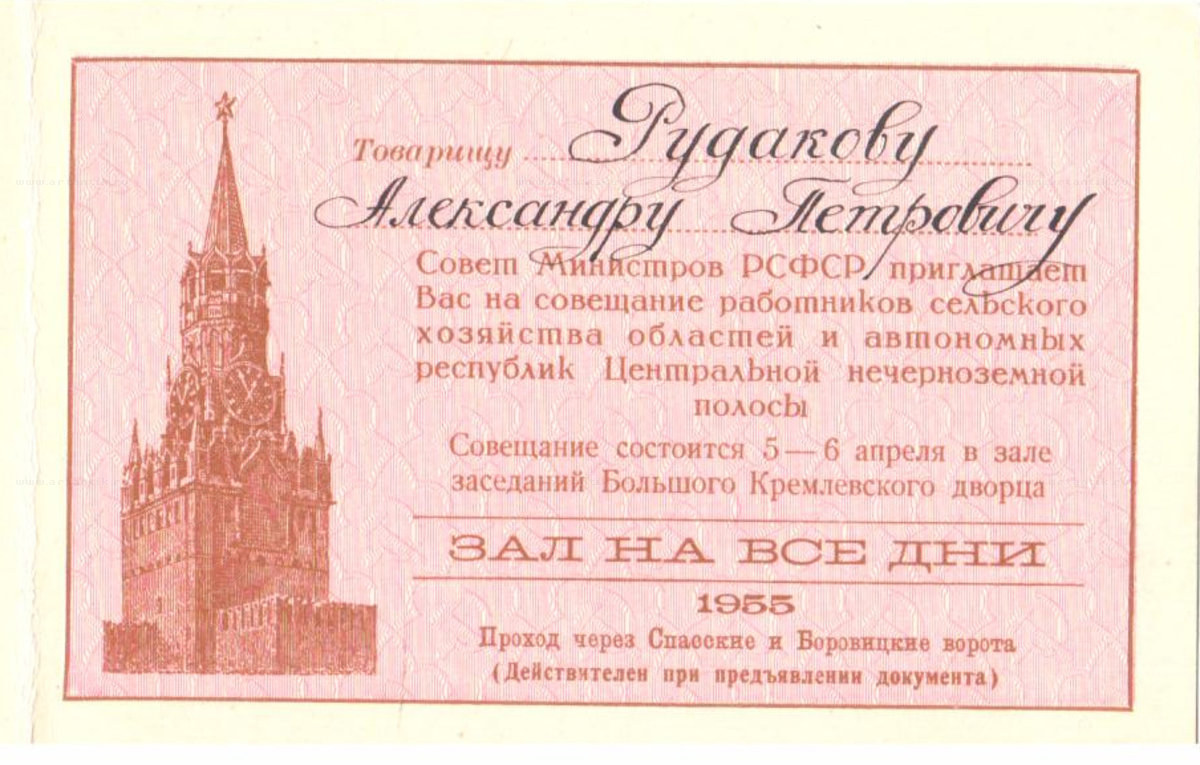 Товарищу Рудакову
Александру Петровичу
Совет Министров РСФСР приглашает
Вас на совещание работников сельского
хозяйства областей и автономных
республик Центральной нечерноземной
полосы
Совещание состоится 5—6 апреля в зале
заседаний Большого Кремлевского дворца
ЗАЛ НА ВСЕ ДНИ
1955
Проход через Спасские и Боровицкие ворота
(Действителен при предъявлении документа)